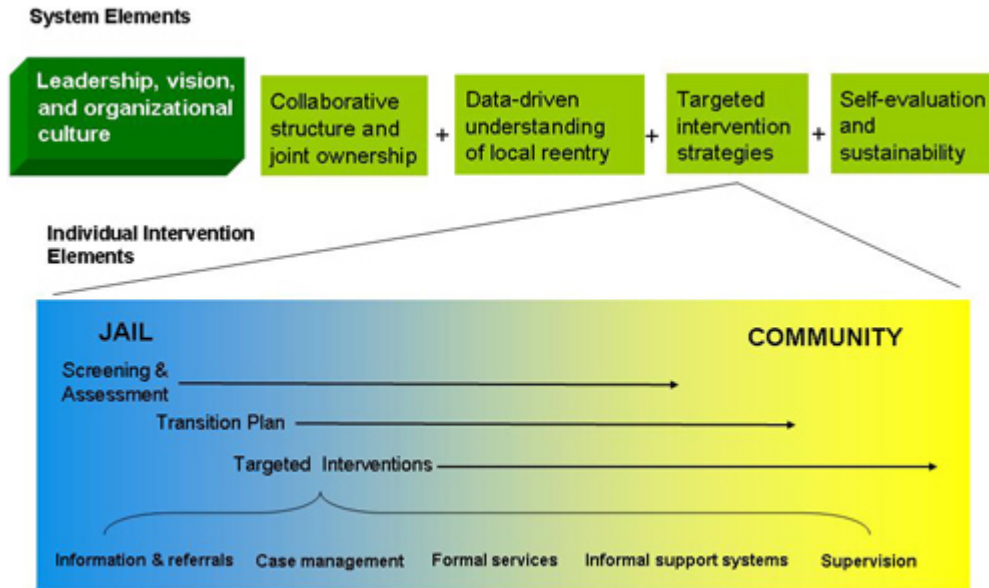 System Elements
Leadership, vision,
and organizational
culture
Collaborative
structure and
joint ownership
+
Data-driven
understanding
of local reentry
+
Targeted
intervention
strategies
+
Self-evaluation
and
sustainability
Individual Intervention
Elements
JAIL
COMMUNITY
Screening &
Assessment
Transition Plan
Targeted Interventions
Information & referrals
Case management
Formal services
Informal support systems
Supervision